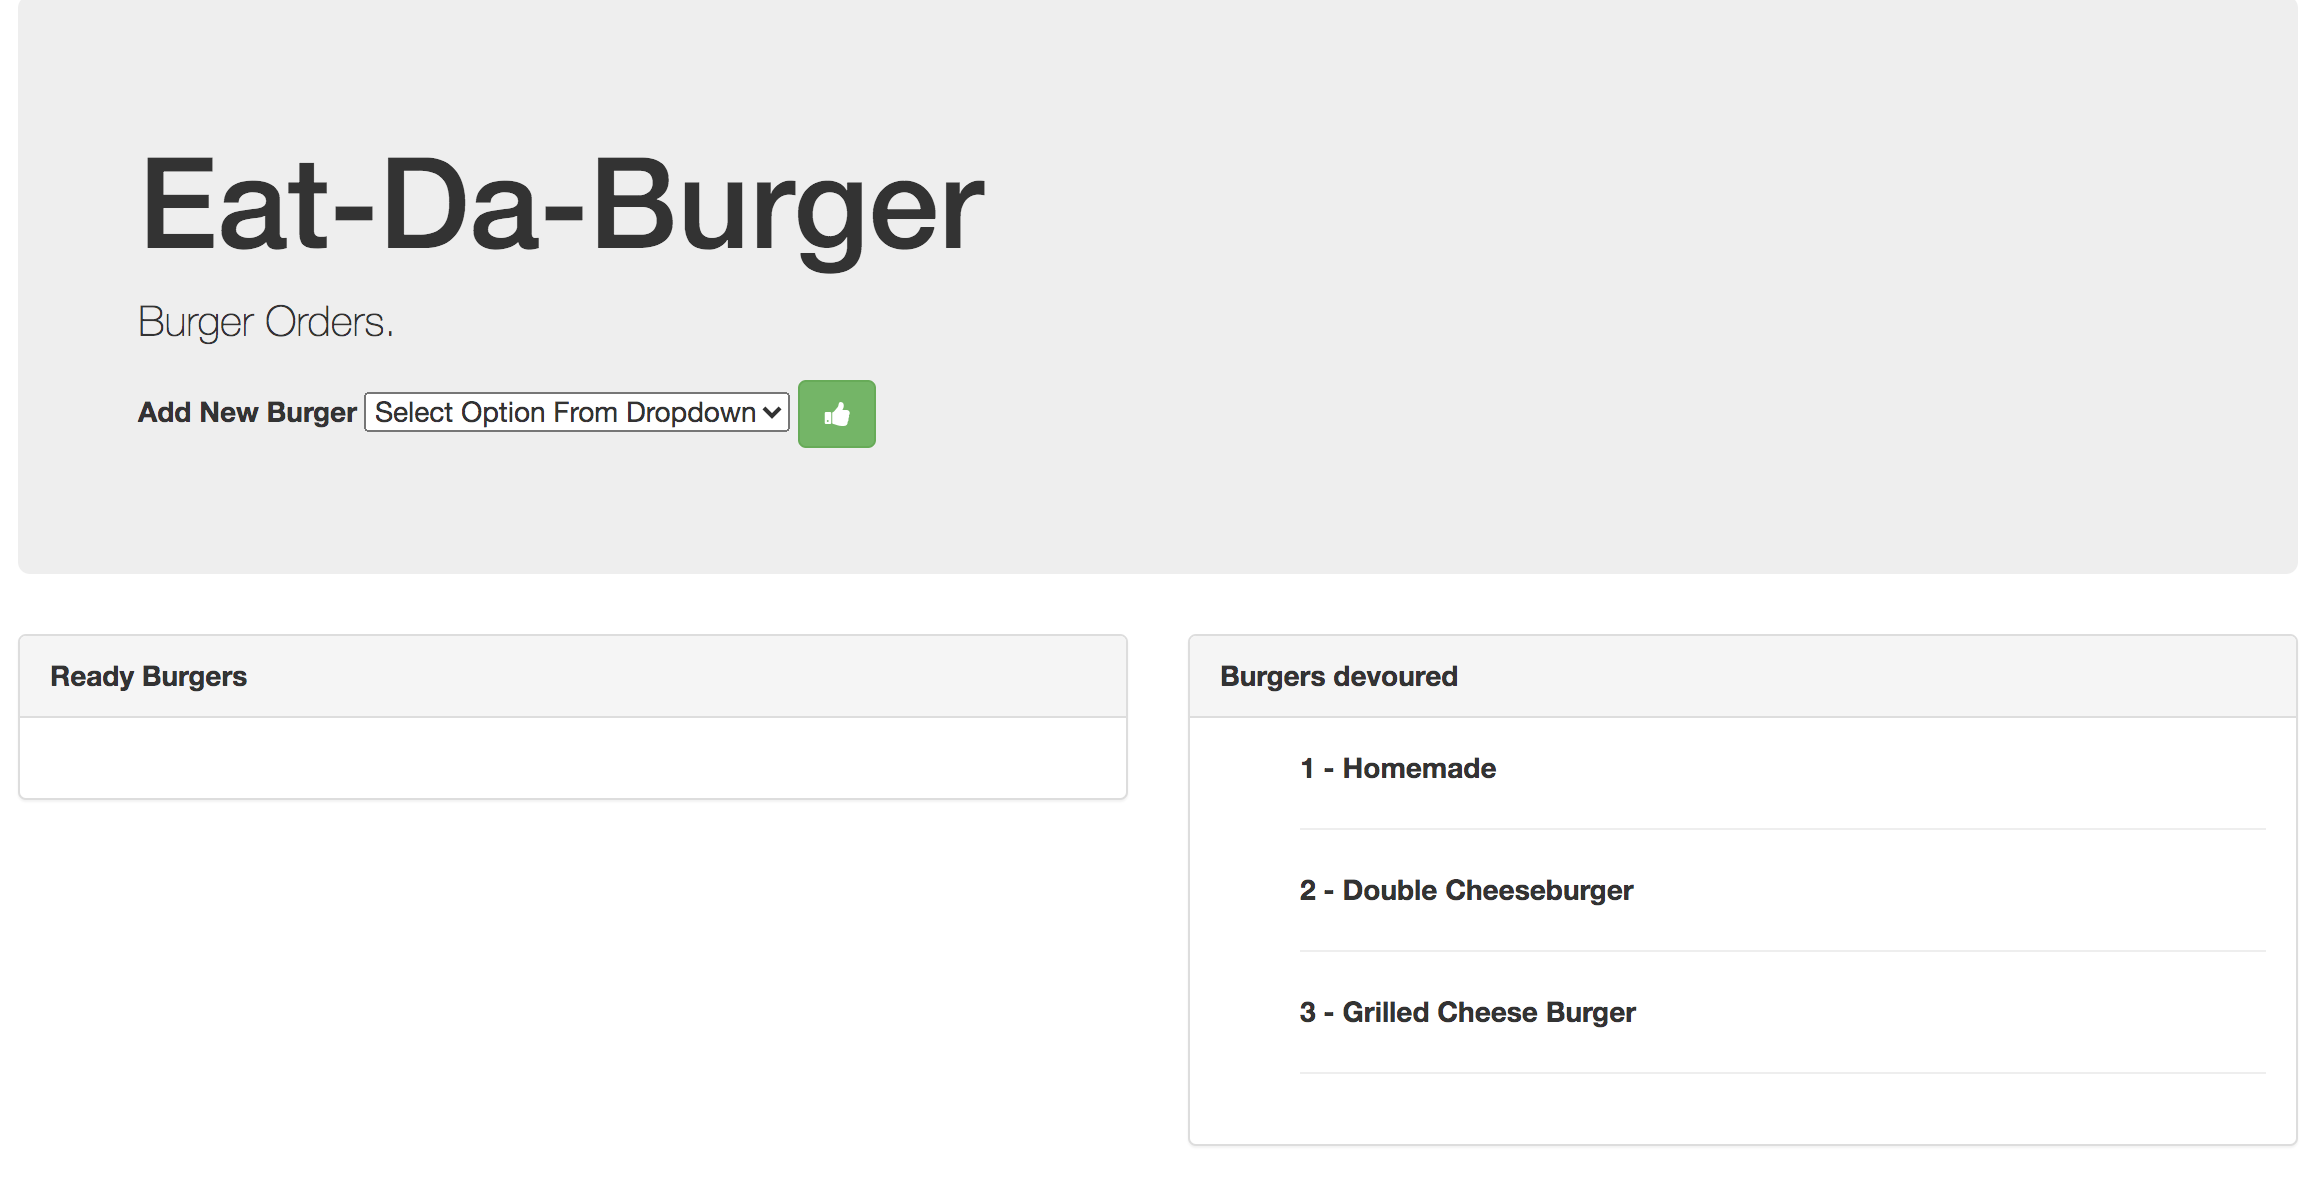 Eat-Da-Burger
Burger Orders.
Add New Burger Select Option From Dropdown
Ready Burgers
Burgers devoured
1 - Homemade
2 - Double Cheeseburger
3 - Grilled Cheese Burger